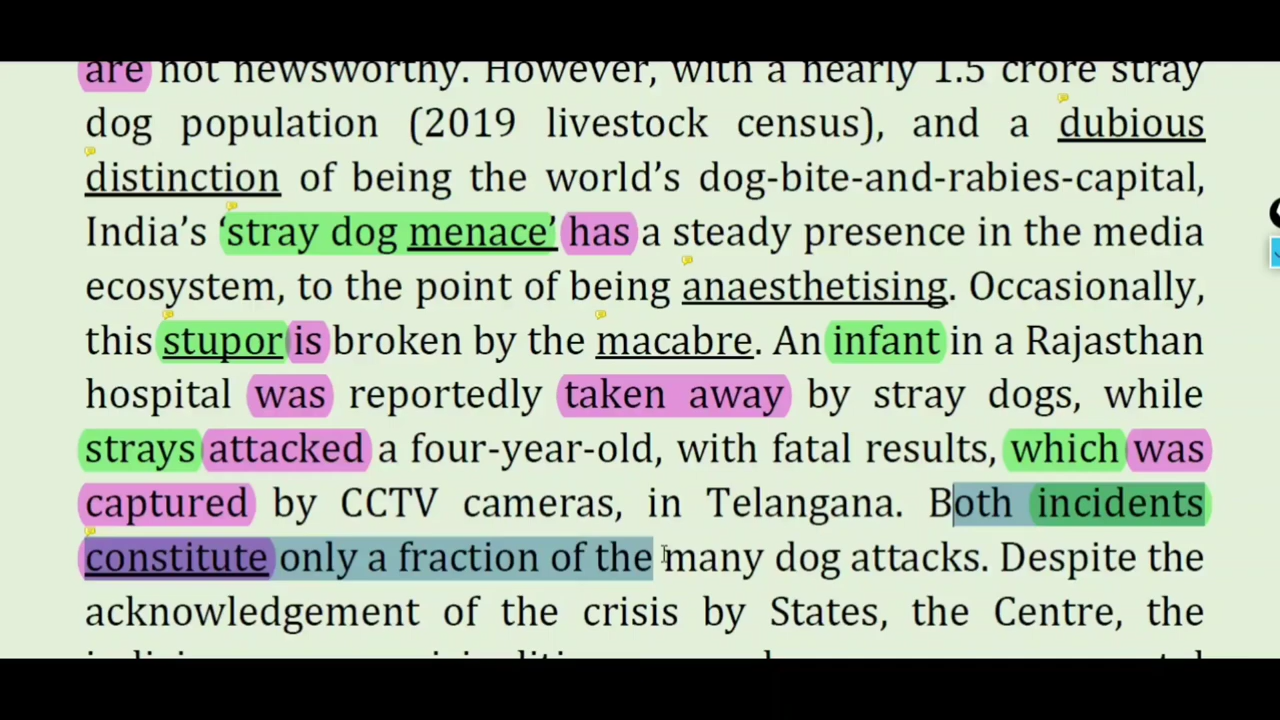 are not newsworthy. However, with a nearly 1.5 crore stray
dog population (2019 livestock census), and a dubious
distinction of being the world’s dog-bite-and-rabies-capital,
India’s ‘stray dog menace’ has a steady presence in the media
ecosystem, to the point of being anaesthetising. Occasionally,
this stupor is broken by the macabre. An infant in a Rajasthan
hospital was reportedly taken away by stray dogs, while
strays attacked a four-year-old, with fatal results, which was
captured by CCTV cameras, in Telangana. Both incidents
constitute only a fraction of the many dog attacks. Despite the
acknowledgement of the crisis by States, the Centre, the